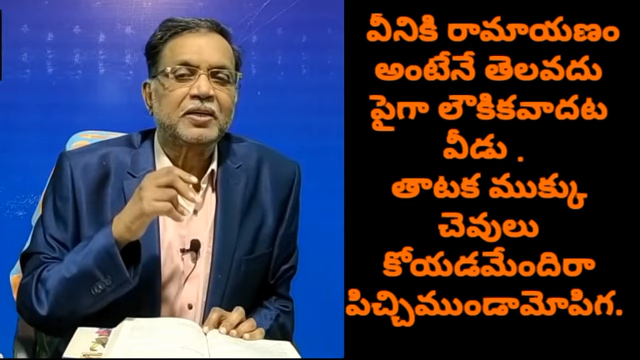 వీనికి రామాయణం
అంటేనే తెలవదు
పైగా లౌకికవాదట
వీడు .
తాటక ముక్కు
చెవులు
కోయడమేందిరా
పిచ్చిముండామోపిగ.